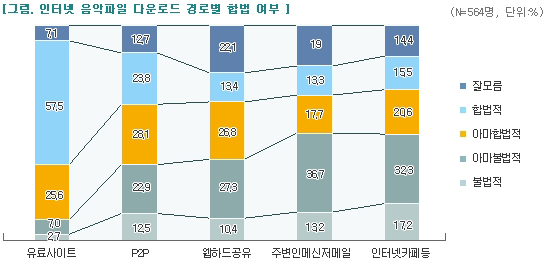 [그림. 인터넷 음악파일 다운로드 경로별 합법 여부 ]
(N=564명, 단위:%)
7.1 12.7 22.1 19 14.4
57.5 23.8 13.4 13.3 15.5
25.6 28.1 26.8 17.7 20.6
7.0 22.9 27.3 36.7 32.3
2.7 12.5 10.4 13.2 17.2
유료사이트 P2P 웹하드공유 주변인메신저메일 인터넷카페등
잘모름
합법적
아마합법적
아마불법적
불법적